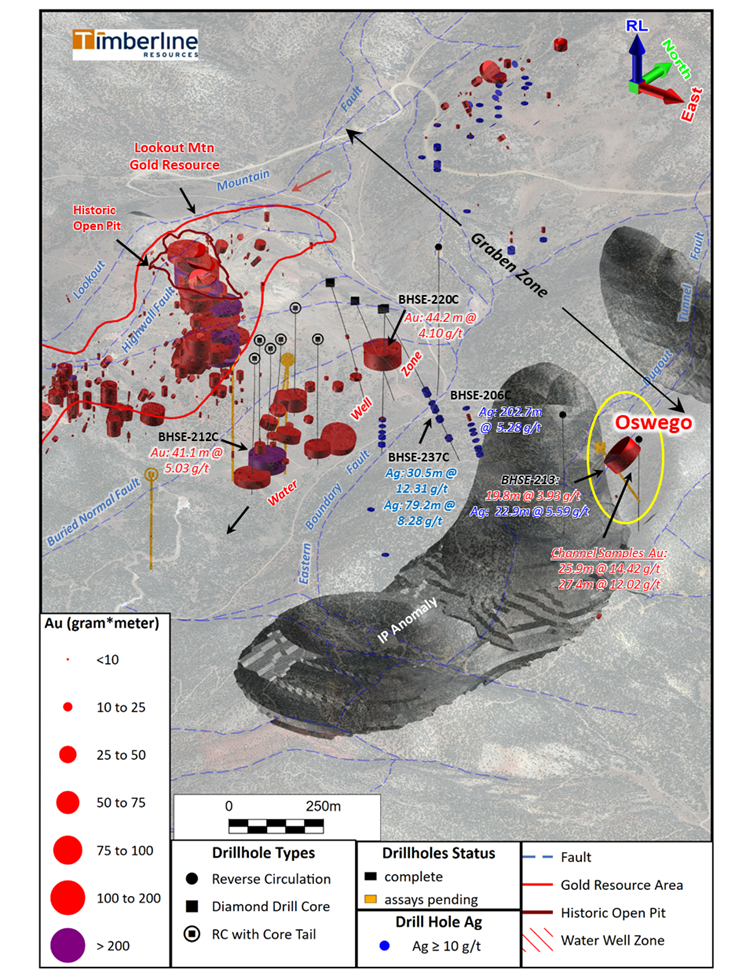 Timberline
RESOURCES
RL
North
East
Fault
Lookout Mtn
Gold Resource
Mountain
Historic
Open Pit
Graben Zone
Fault
Lookout
Highwall Fault
Tunnel
BHSE-220C
Au: 44.2 m @
4.10 g/t
Zone
Dugout
BHSE-206C
Ag: 202.7m
@ 5.28 g/t
Well
Oswego
BHSE-212C
Au: 41.1 m @
5.03 g/t
BHSE-237C
Ag: 30.5m @
12.31 g/t
Ag: 79.2m @
8.28 g/t
BHSE-213:
19.8m @ 3.93 g/t
Ag: 22.9m @ 5.59 g/t
Water
Fault
Boundary
Eastern
Buried Normal Fault
Channel Samples Au:
25.9m @ 14.42 g/t
27.4m @ 12.02 g/t
IP Anomaly
Au (gram*meter)
<10
10 to 25
25 to 50
50 to 75
75 to 100
100 to 200
> 200
0 250m
Drillhole Types
Reverse Circulation
Diamond Drill Core
RC with Core Tail
Drillholes Status
complete
assays pending
Drill Hole Ag
Ag ≥ 10 g/t
Fault
Gold Resource Area
Historic Open Pit
Water Well Zone